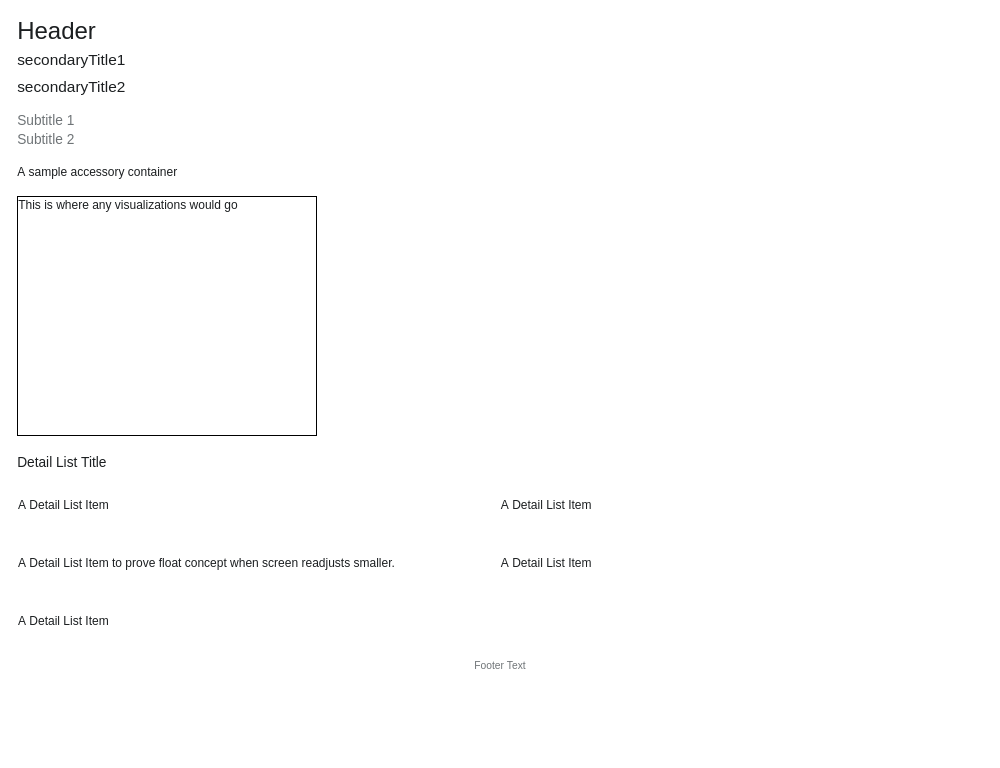 Header
secondaryTitle1
secondaryTitle2
Subtitle 1
Subtitle 2
A sample accessory container
This is where any visualizations would go
Detail List Title
A Detail List Item
A Detail List Item
A Detail List Item to prove float concept when screen readjusts smaller.
A Detail List Item
A Detail List Item
Footer Text